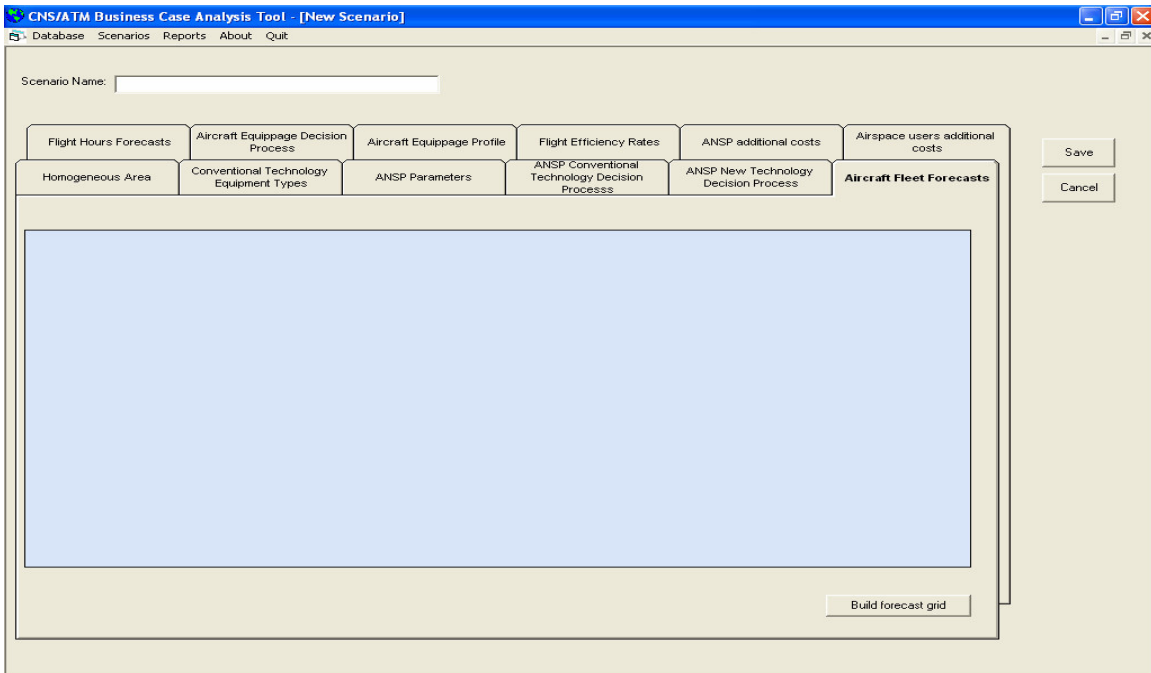 CNS/ATM Business Case Analysis Tool - [New Scenario]
Database Scenarios Reports About Quit
Scenario Name:
Flight Hours Forecasts
Aircraft Equippage Decision
Process
Aircraft Equippage Profile
Flight Efficiency Rates
ANSP additional costs
Airspace users additional
costs
Save
Homogeneous Area
Conventional Technology
Equipment Types
ANSP Parameters
ANSP Conventional
Technology Decision
Processs
ANSP New Technology
Decision Process
Aircraft Fleet Forecasts
Cancel
Build forecast grid